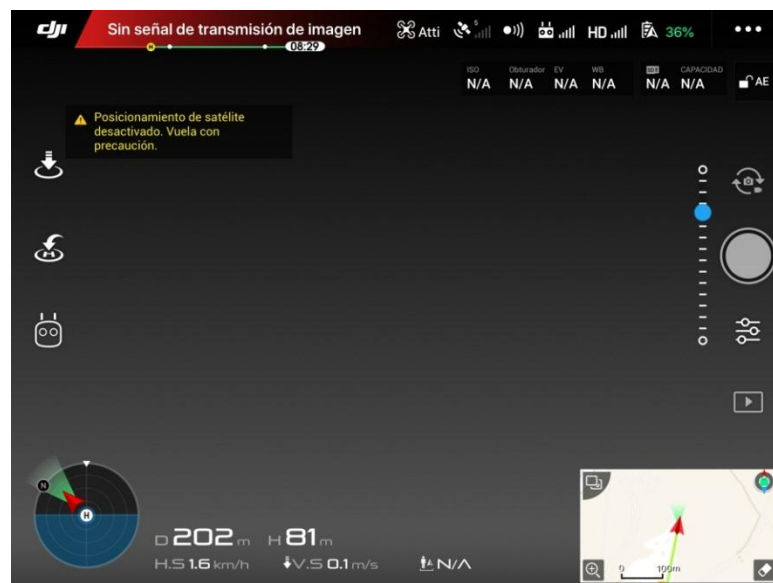 dji Sin señal de transmisión de imagen Atti 5 HD 36%
H 08:29
ISO Obturador EV WB CAPACIDAD
N/A N/A N/A N/A N/A N/A AE
Posicionamiento de satélite
desactivado. Vuela con
precaución.
H
N
H
D 202 m H 81 m
H.S 1.6 km/h V.S 0.1 m/s N/A
0 100m